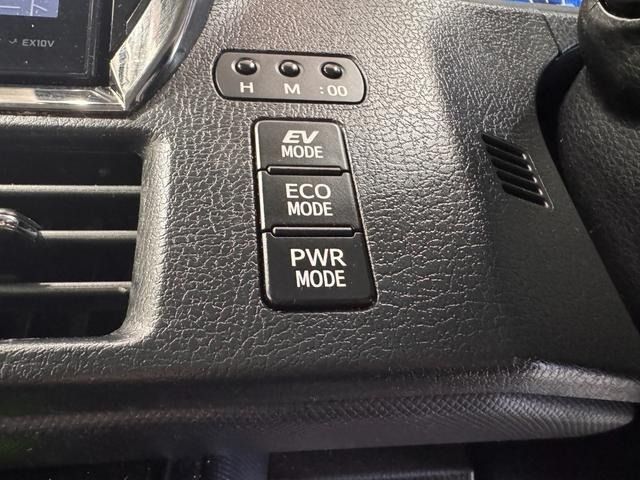 EX10V
H M :00
EV
MODE
ECO
MODE
PWR
MODE